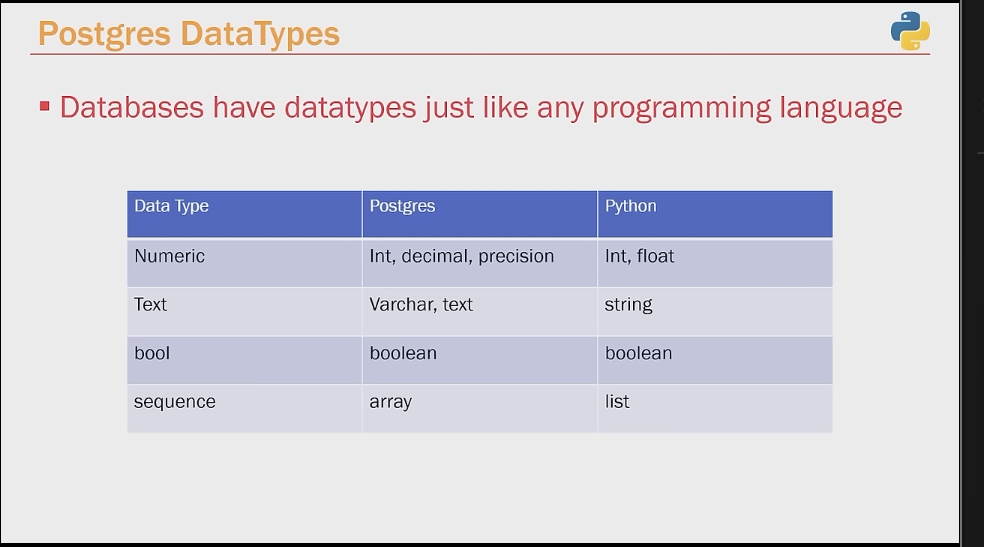 Postgres DataTypes
Databases have datatypes just like any programming language
Data Type Postgres Python
Numeric Int, decimal, precision Int, float
Text Varchar, text string
bool boolean boolean
sequence array list